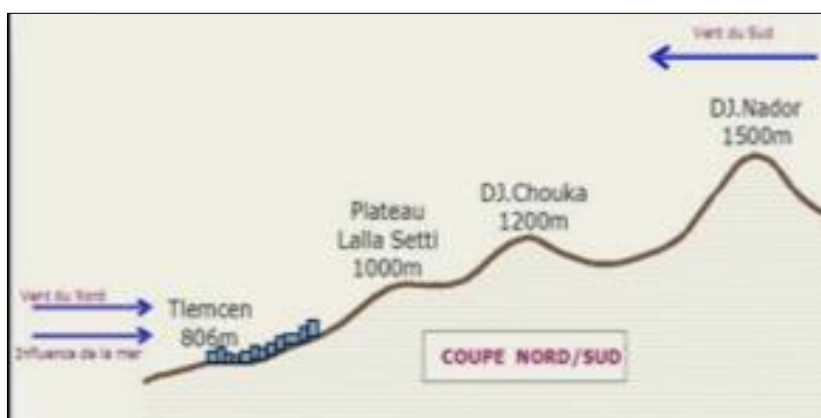 Vent du Sud
DJ.Nador
1500m
DJ.Chouka
1200m
Plateau
Lalla Setti
1000m
Vent du Nord
Tlemcen
806m
Influence de la mer
COUPE NORD/SUD